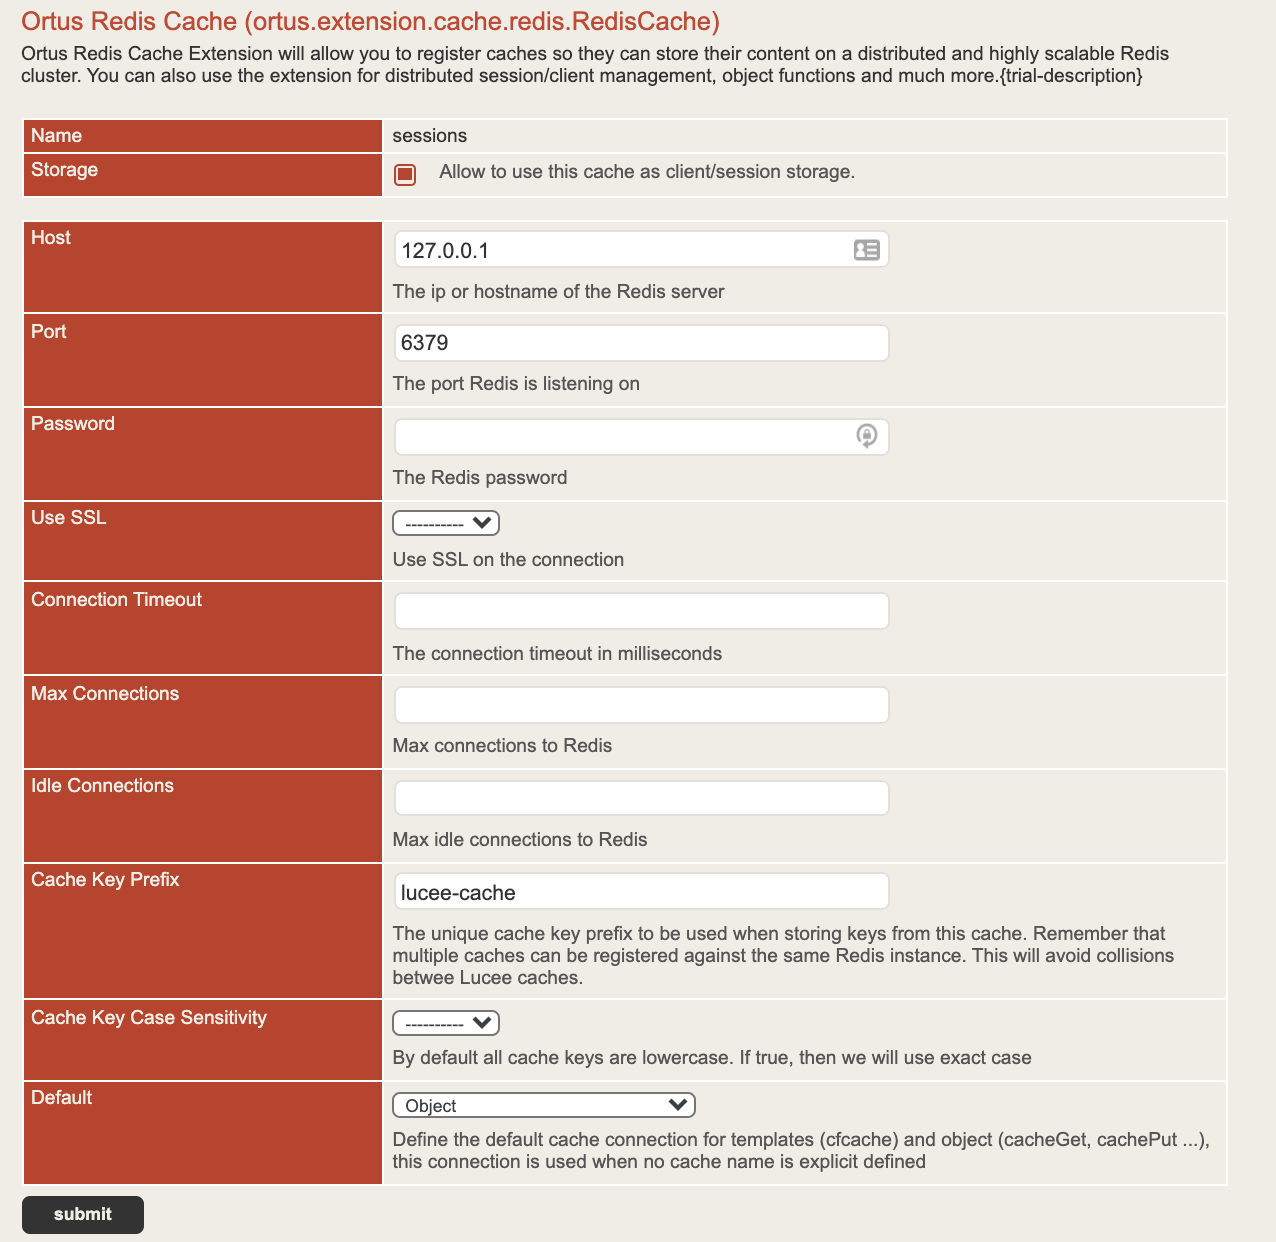 Ortus Redis Cache (ortus.extension.cache.redis.RedisCache)
Ortus Redis Cache Extension will allow you to register caches so they can store their content on a distributed and highly scalable Redis
cluster. You can also use the extension for distributed session/client management, object functions and much more.{trial-description}
Name
sessions
Storage
Allow to use this cache as client/session storage.
Host
127.0.0.1
The ip or hostname of the Redis server
Port
6379
The port Redis is listening on
Password
The Redis password
Use SSL
----------
Use SSL on the connection
Connection Timeout
The connection timeout in milliseconds
Max Connections
Max connections to Redis
Idle Connections
Max idle connections to Redis
Cache Key Prefix
lucee-cache
The unique cache key prefix to be used when storing keys from this cache. Remember that
multiple caches can be registered against the same Redis instance. This will avoid collisions
betwee Lucee caches.
Cache Key Case Sensitivity
----------
By default all cache keys are lowercase. If true, then we will use exact case
Default
Object
Define the default cache connection for templates (cfcache) and object (cacheGet, cachePut ...),
this connection is used when no cache name is explicit defined
submit